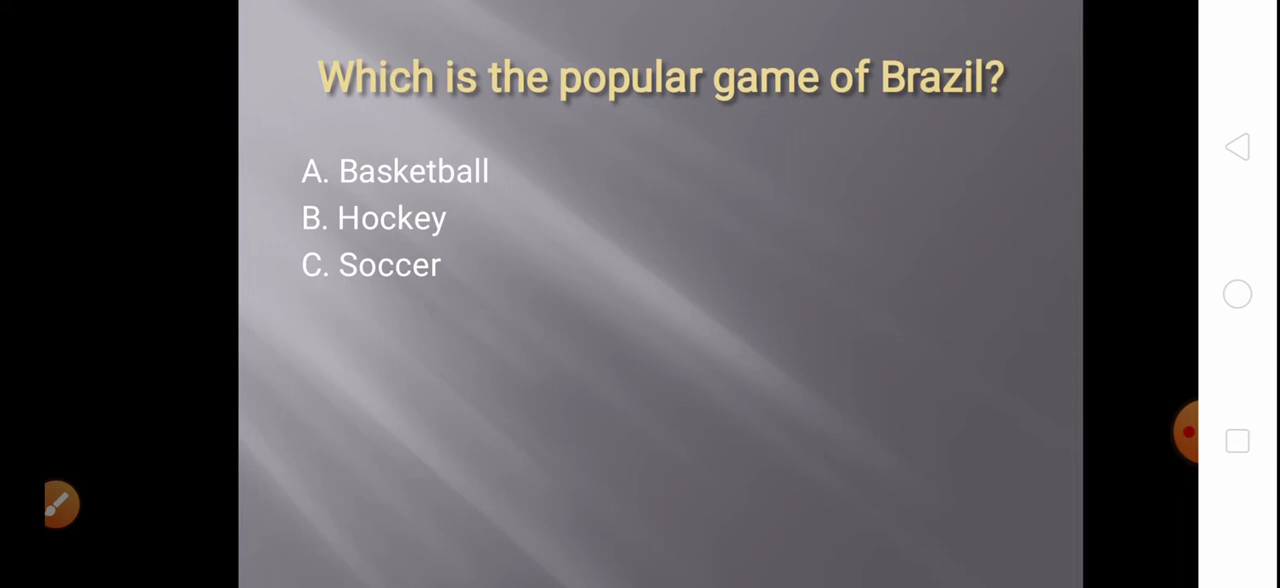 Which is the popular game of Brazil?
A. Basketball
B. Hockey
C. Soccer